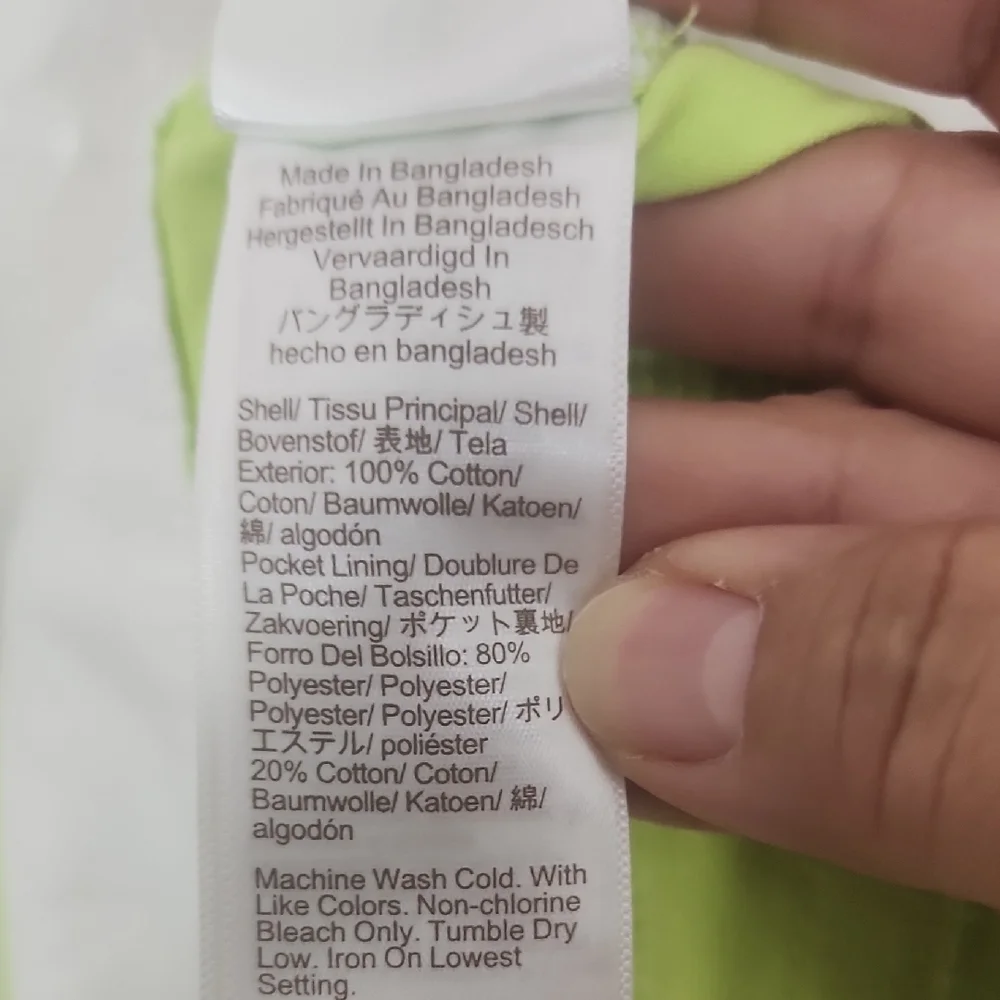 Made In Bangladesh
Fabriqué Au Bangladesh
Hergestellt In Bangladesch
Vervaardigd In
Bangladesh
バングラディシュ製
hecho en bangladesh
Shell/ Tissu Principal/ Shell/
Bovenstof/ 表地/ Tela
Exterior: 100% Cotton/
Coton/ Baumwolle/ Katoen/
綿/ algodón
Pocket Lining/ Doublure De
La Poche/ Taschenfutter/
Zakvoering/ ポケット裏地/
Forro Del Bolsillo: 80%
Polyester/ Polyester/
Polyester/ Polyester/ ポリ
エステル/ poliéster
20% Cotton/ Coton/
Baumwolle/ Katoen/ 綿/
algodón
Machine Wash Cold. With
Like Colors. Non-chlorine
Bleach Only. Tumble Dry
Low. Iron On Lowest
Setting.